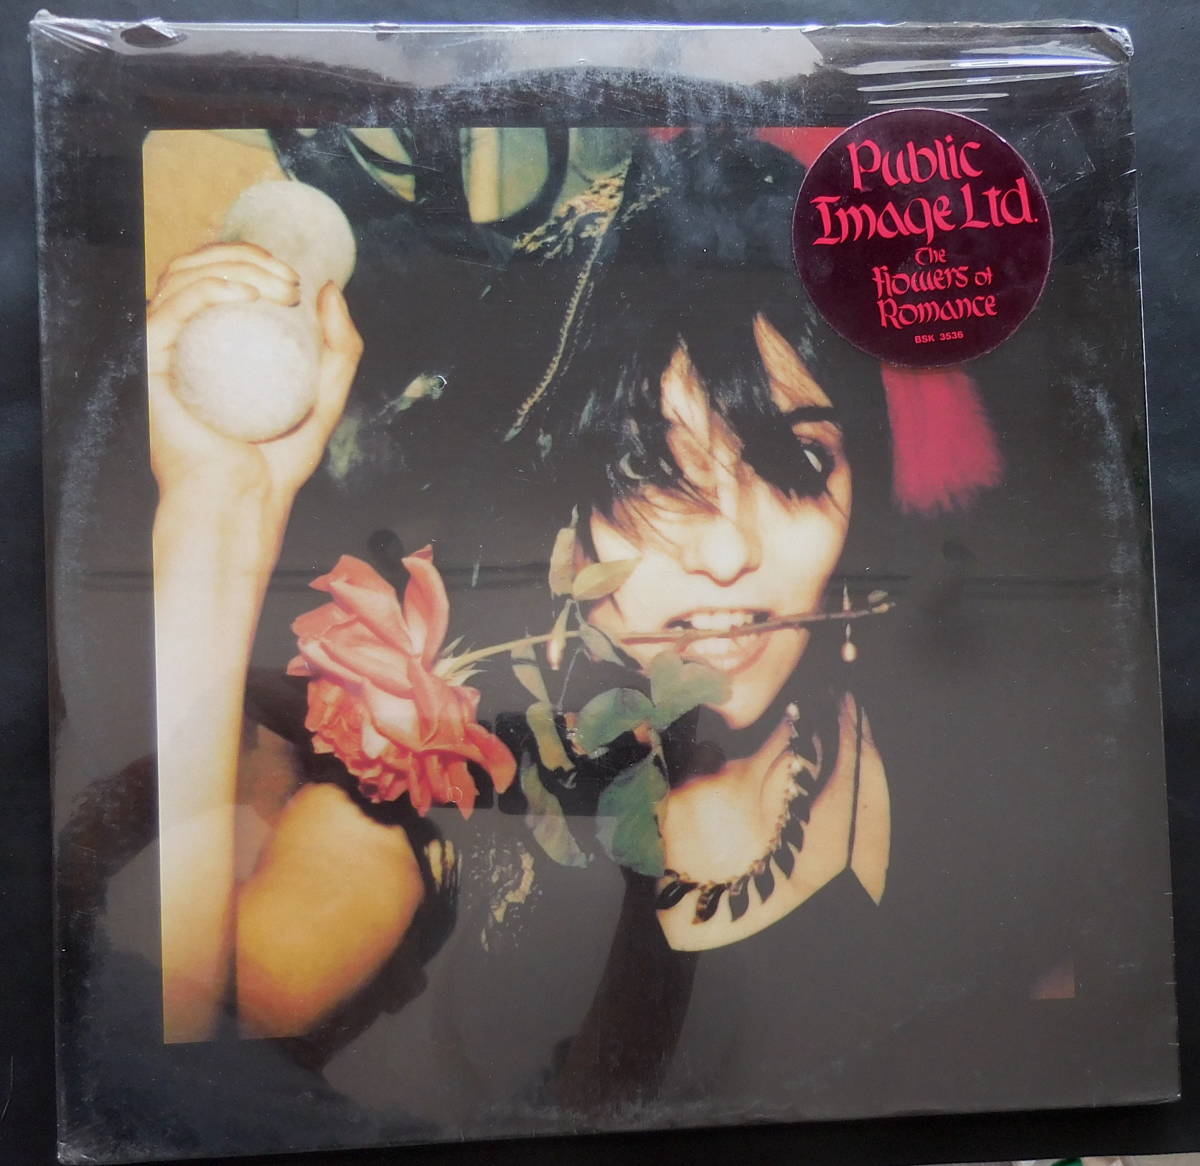 Public
Image Ltd.
The
flowers of
Romance
BSK 3536